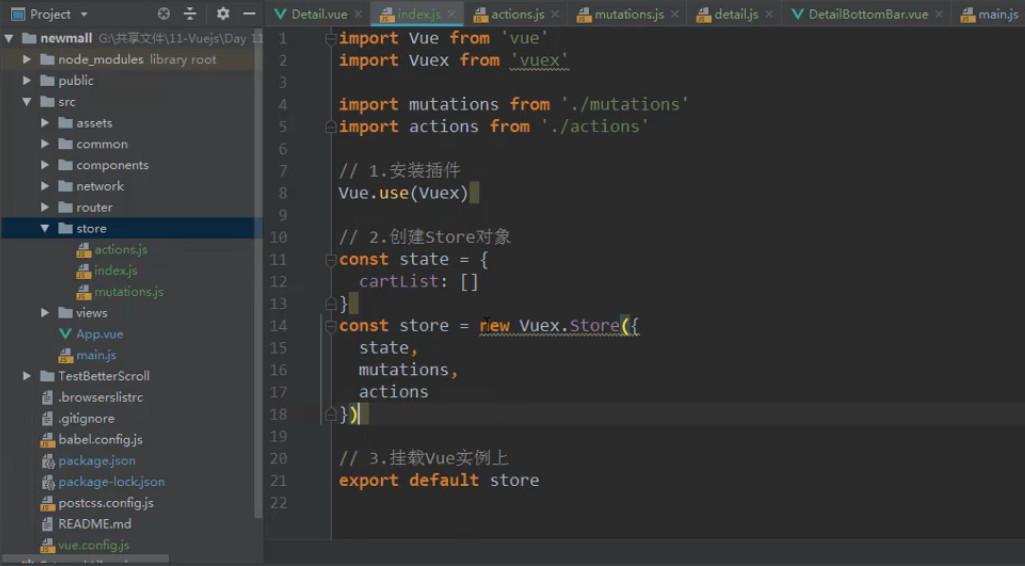 Project
Detail.vue
index.js
actions.js
mutations.js
detail.js
DetailBottomBar.vue
main.js
newmall G:\共享文件\11-Vuejs\Day 11
node_modules library root
public
src
assets
common
components
network
router
store
actions.js
index.js
mutations.js
views
App.vue
main.js
TestBetterScroll
.browserslistrc
.gitignore
babel.config.js
package.json
package-lock.json
postcss.config.js
README.md
vue.config.js
1 import Vue from 'vue'
2 import Vuex from 'vuex'
3
4 import mutations from './mutations'
5 import actions from './actions'
6
7 // 1.安装插件
8 Vue.use(Vuex)
9
10 // 2.创建Store对象
11 const state = {
12 cartList: []
13 }
14 const store = new Vuex.Store({
15 state,
16 mutations,
17 actions
18 })
19
20 // 3.挂载Vue实例上
21 export default store
22